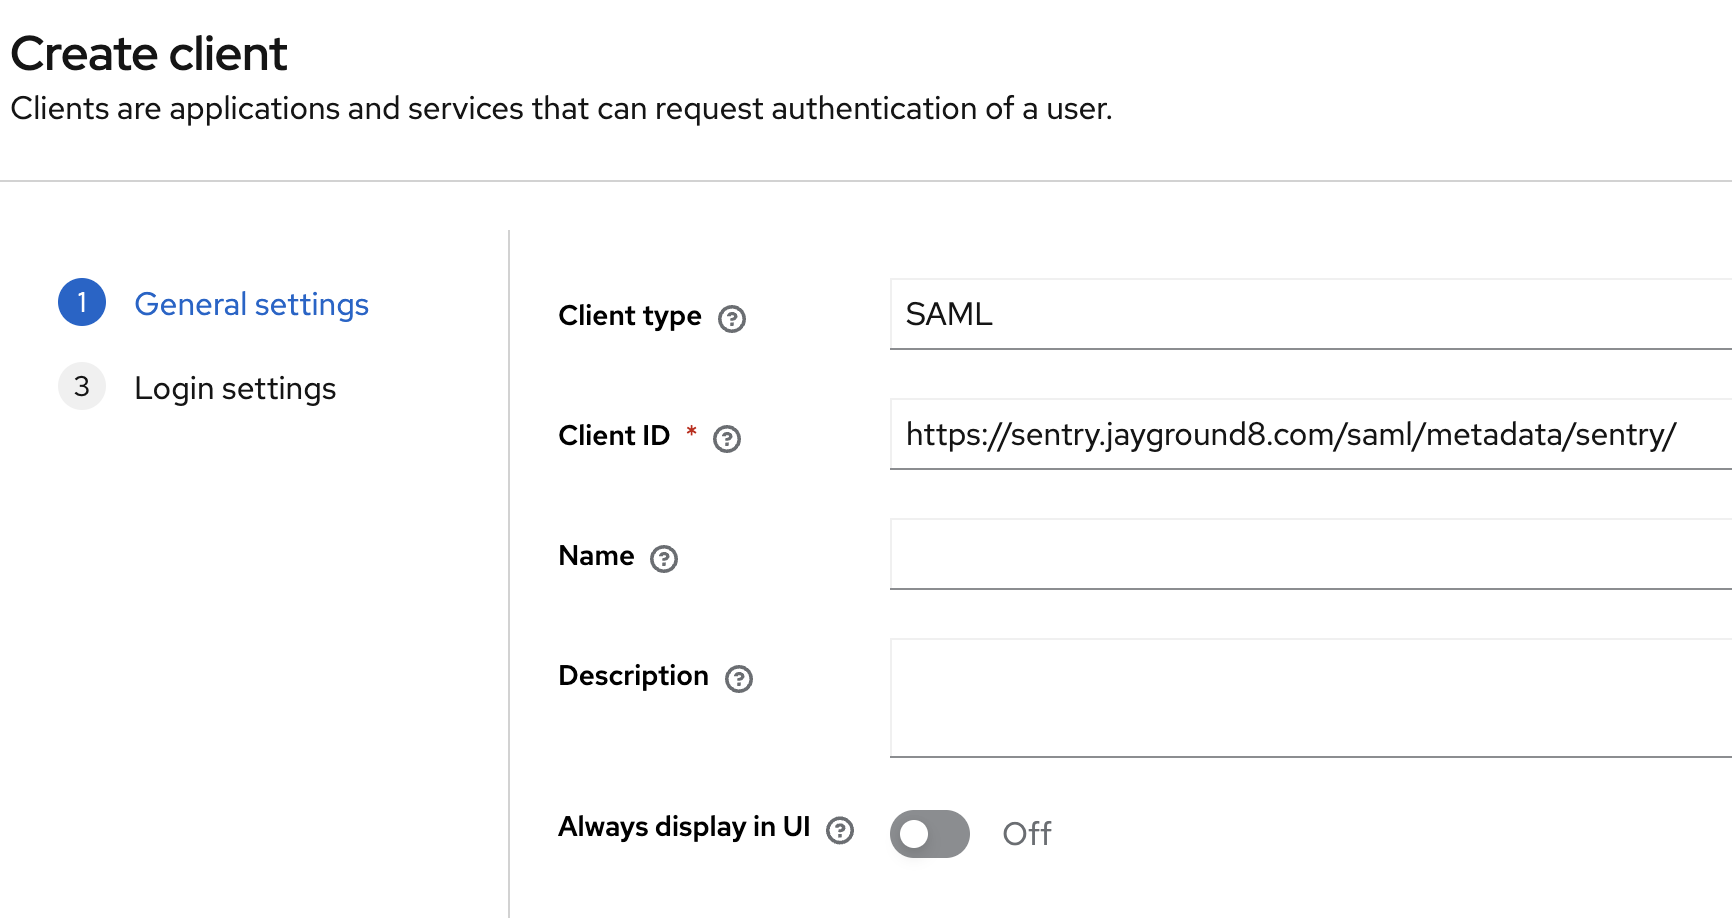 Create client
Clients are applications and services that can request authentication of a user.
1 General settings
3 Login settings
Client type ?
SAML
Client ID * ?
https://sentry.jayground8.com/saml/metadata/sentry/
Name ?
Description ?
Always display in UI ?
Off